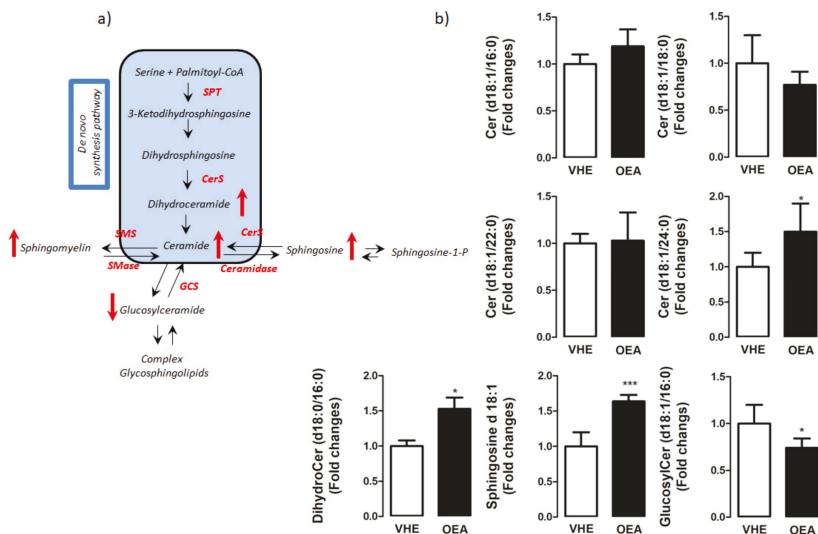 a)
De novo
synthesis pathway
Serine + Palmitoyl-CoA
SPT
3-Ketodihydrosphingosine
Dihydrosphingosine
CerS
Dihydroceramide
SMS
CerS
Sphingomyelin
Ceramide
Sphingosine
Sphingosine-1-P
SMase
Ceramidase
GCS
Glucosylceramide
Complex
Glycosphingolipids
b)
Cer (d18:1/16:0)
(Fold changes)
1.5
1.0
0.5
0.0
VHE OEA
Cer (d18:1/18:0)
(Fold changes)
1.5
1.0
0.5
0.0
VHE OEA
Cer (d18:1/22:0)
(Fold changes)
1.5
1.0
0.5
0.0
VHE OEA
Cer (d18:1/24:0)
(Fold changes)
2.0
1.5
1.0
0.5
0.0
*
VHE OEA
DihydroCer (d18:0/16:0)
(Fold changes)
2.0
1.5
1.0
0.5
0.0
*
VHE OEA
Sphingosine d 18:1
(Fold changes)
2.0
1.5
1.0
0.5
0.0
***
VHE OEA
GlucosylCer (d18:1/16:0)
(Fold changes)
1.5
1.0
0.5
0.0
*
VHE OEA